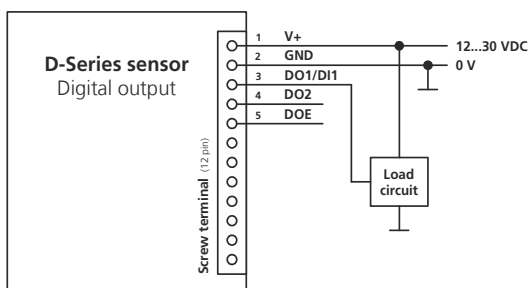 D-Series sensor
Digital output
Screw terminal (12 pin)
1 V+
2 GND
3 DO1/DI1
4 DO2
5 DOE
12...30 VDC
0 V
Load
circuit